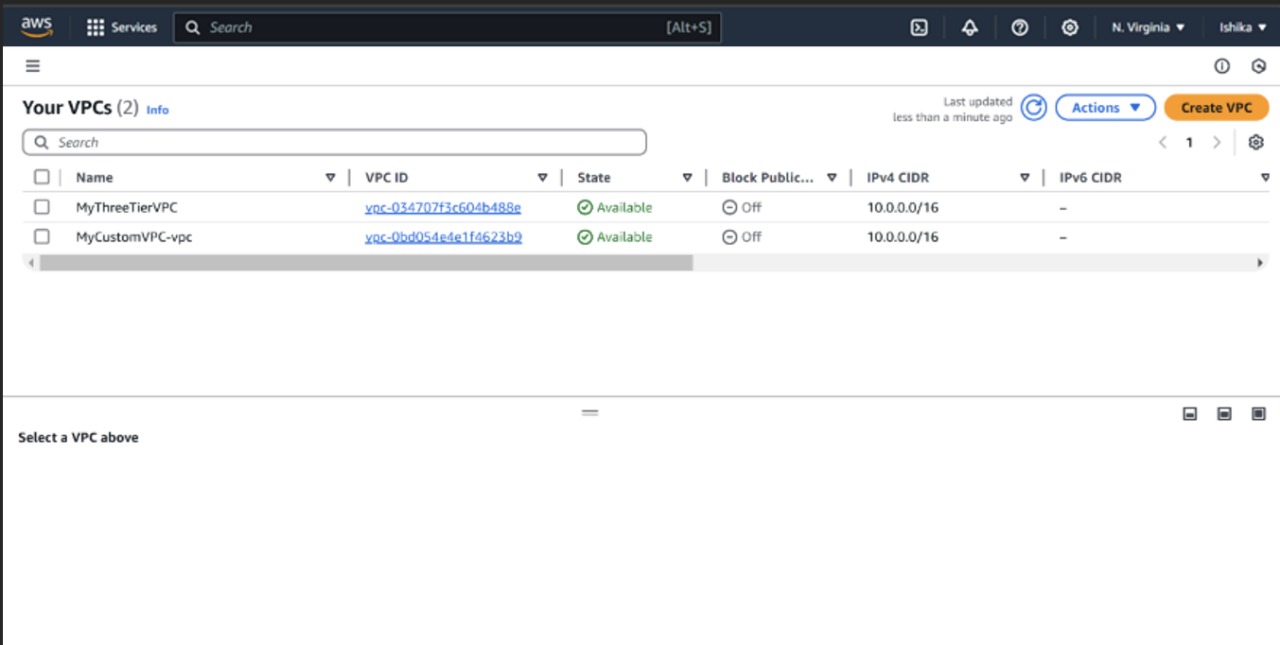 aws Services Search [Alt+S] N. Virginia Ishika
Your VPCs (2) Info
Last updated
less than a minute ago
Actions Create VPC
Search
1
Name VPC ID State Block Public... IPv4 CIDR IPv6 CIDR
MyThreeTierVPC vpc-034707f3c604b488e Available Off 10.0.0.0/16 –
MyCustomVPC-vpc vpc-0bd054e4e1f4623b9 Available Off 10.0.0.0/16 –
Select a VPC above